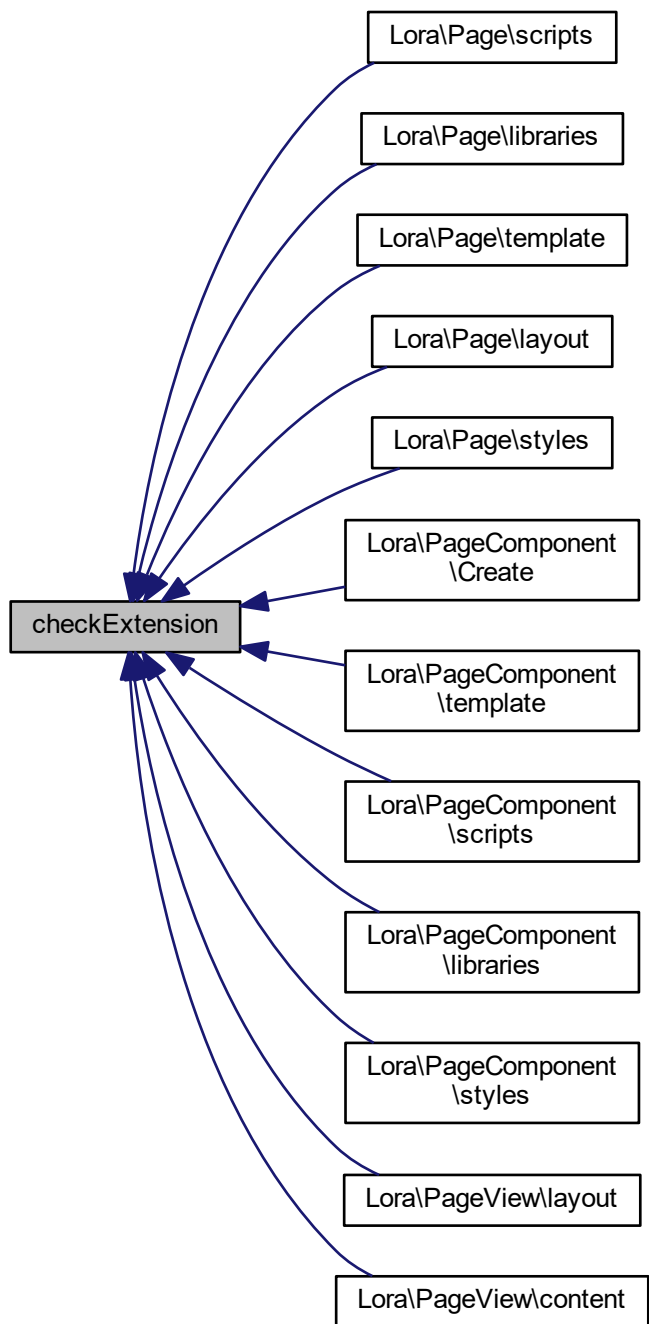 Lora\Page\scripts
Lora\Page\libraries
Lora\Page\template
Lora\Page\layout
Lora\Page\styles
Lora\PageComponent
\Create
checkExtension
Lora\PageComponent
\template
Lora\PageComponent
\scripts
Lora\PageComponent
\libraries
Lora\PageComponent
\styles
Lora\PageView\layout
Lora\PageView\content